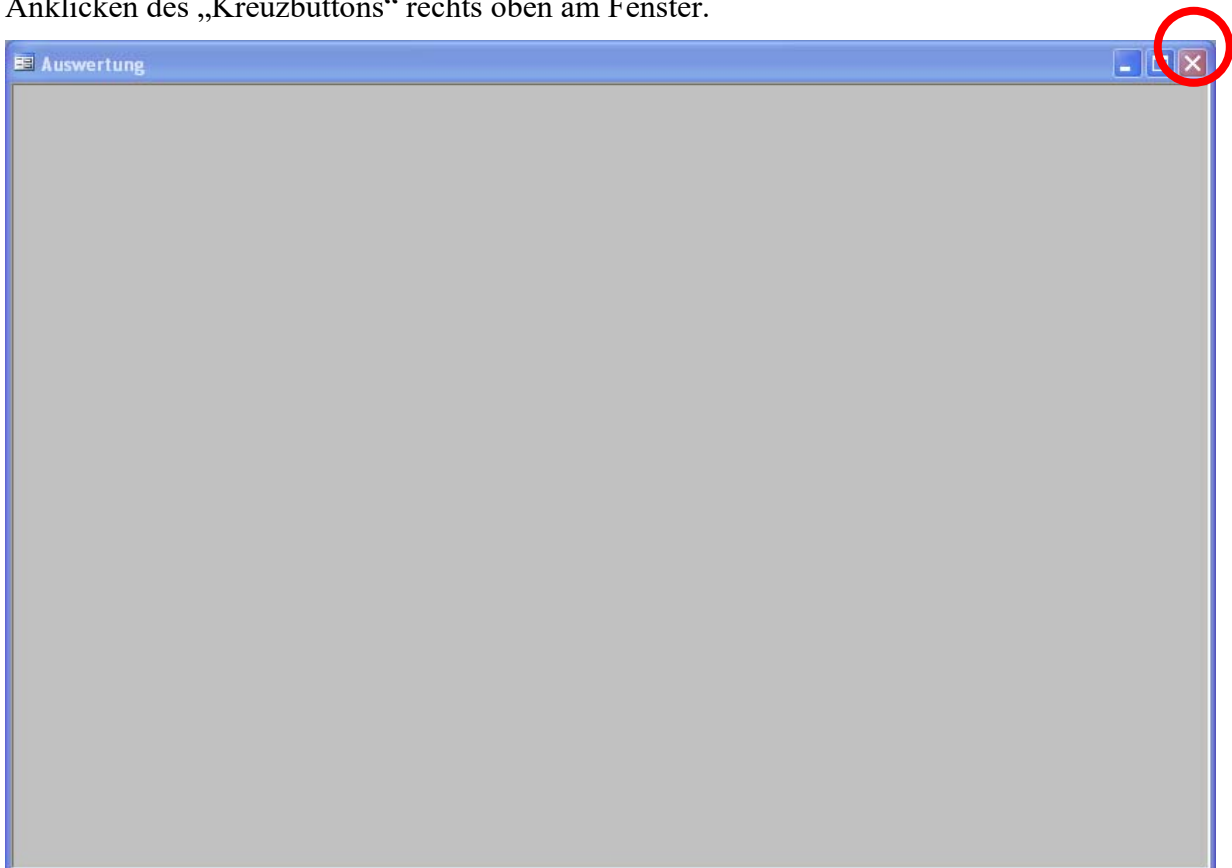 Anklicken des „Kreuzbuttons“ rechts oben am Fenster.
Auswertung